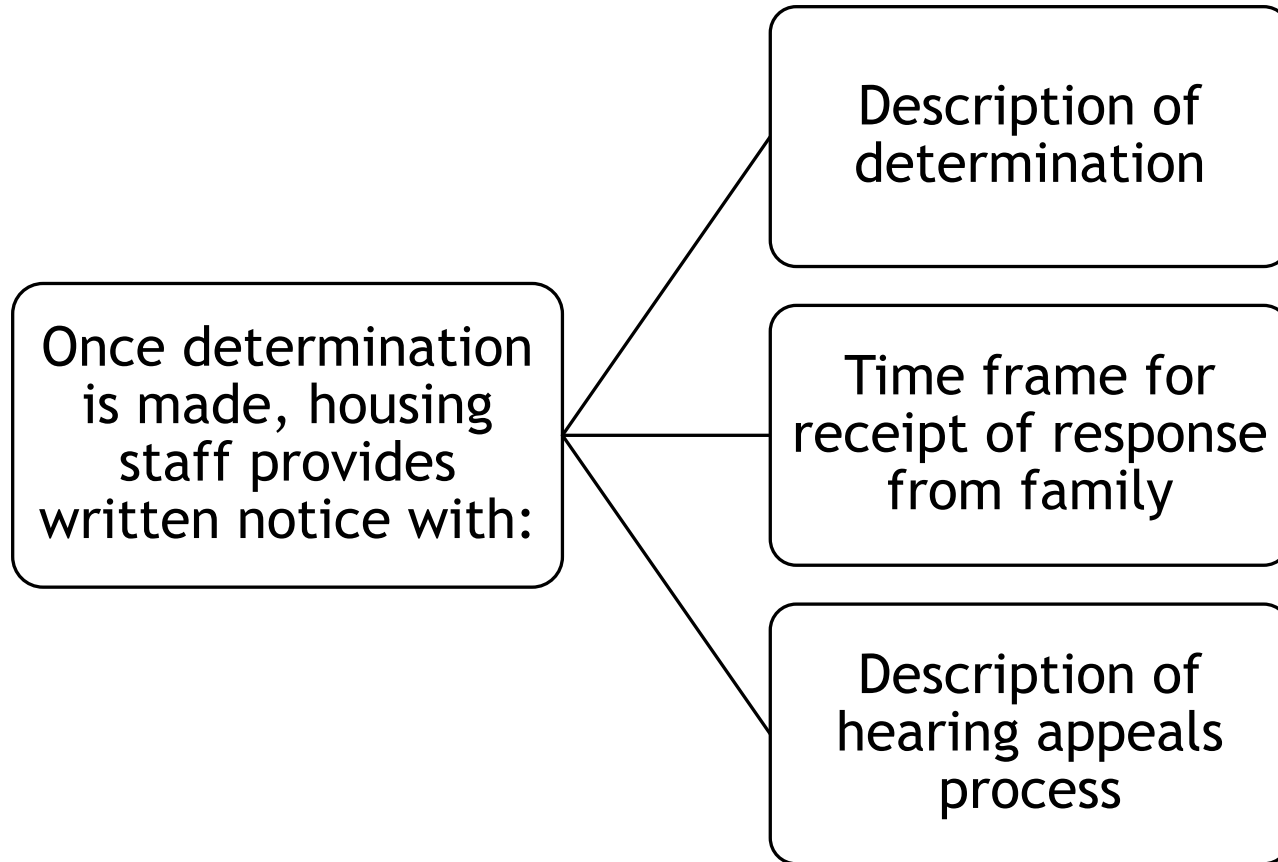 Once determination
is made, housing
staff provides
written notice with:
Description of
determination
Time frame for
receipt of response
from family
Description of
hearing appeals
process